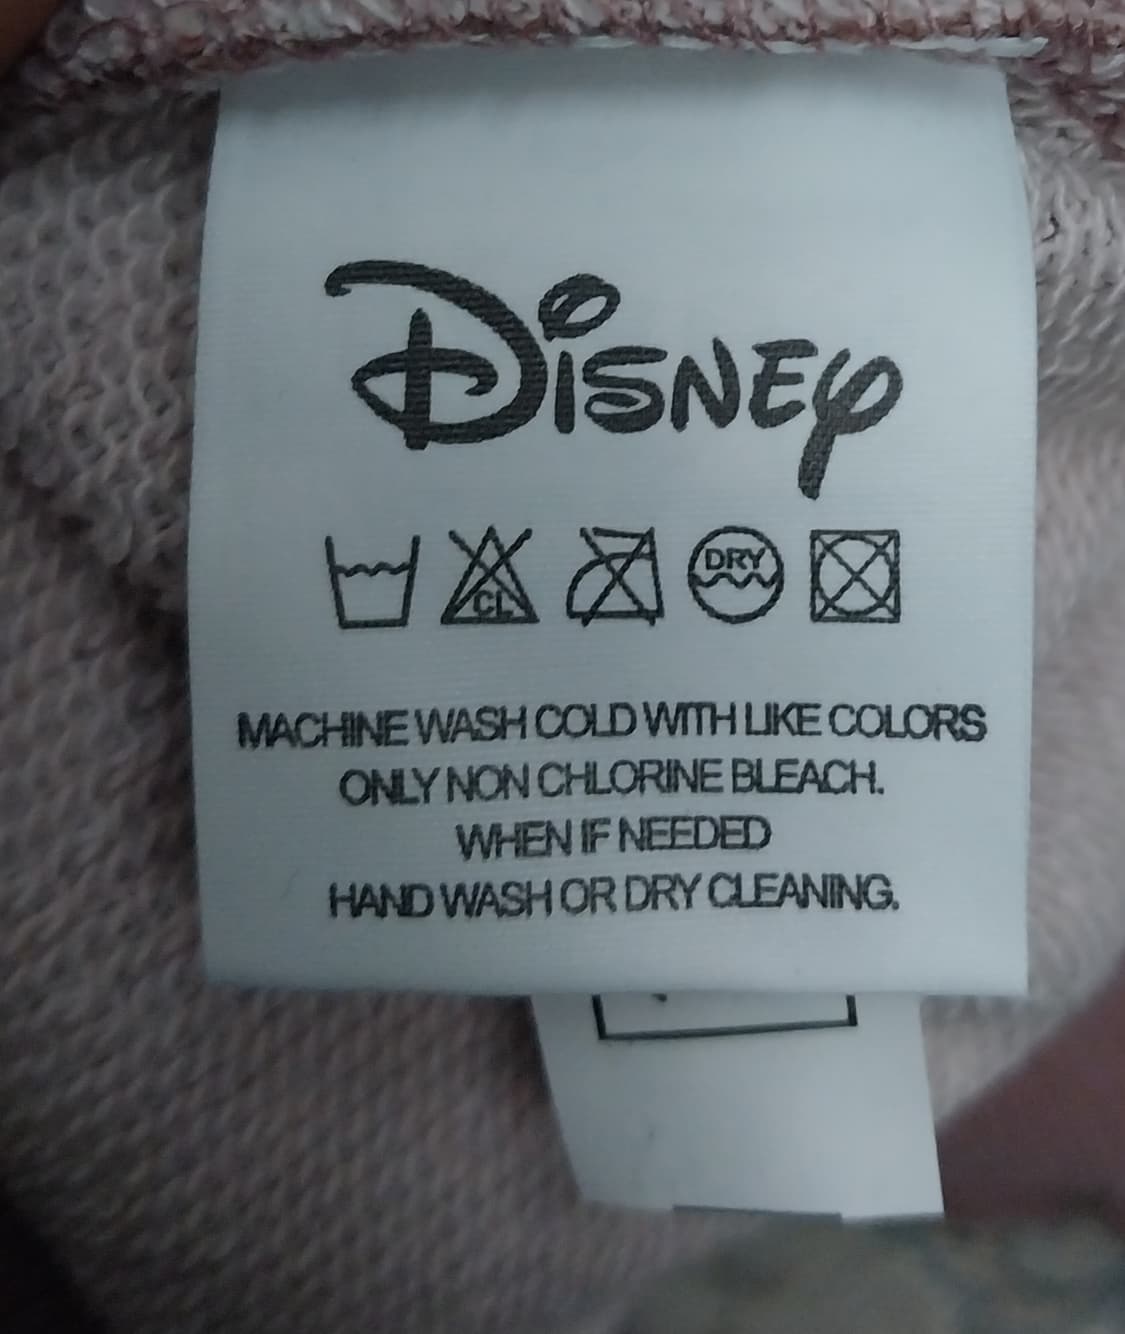 Disney
CL
DRY
MACHINE WASH COLD WITH LIKE COLORS
ONLY NON CHLORINE BLEACH.
WHEN IF NEEDED
HAND WASH OR DRY CLEANING.